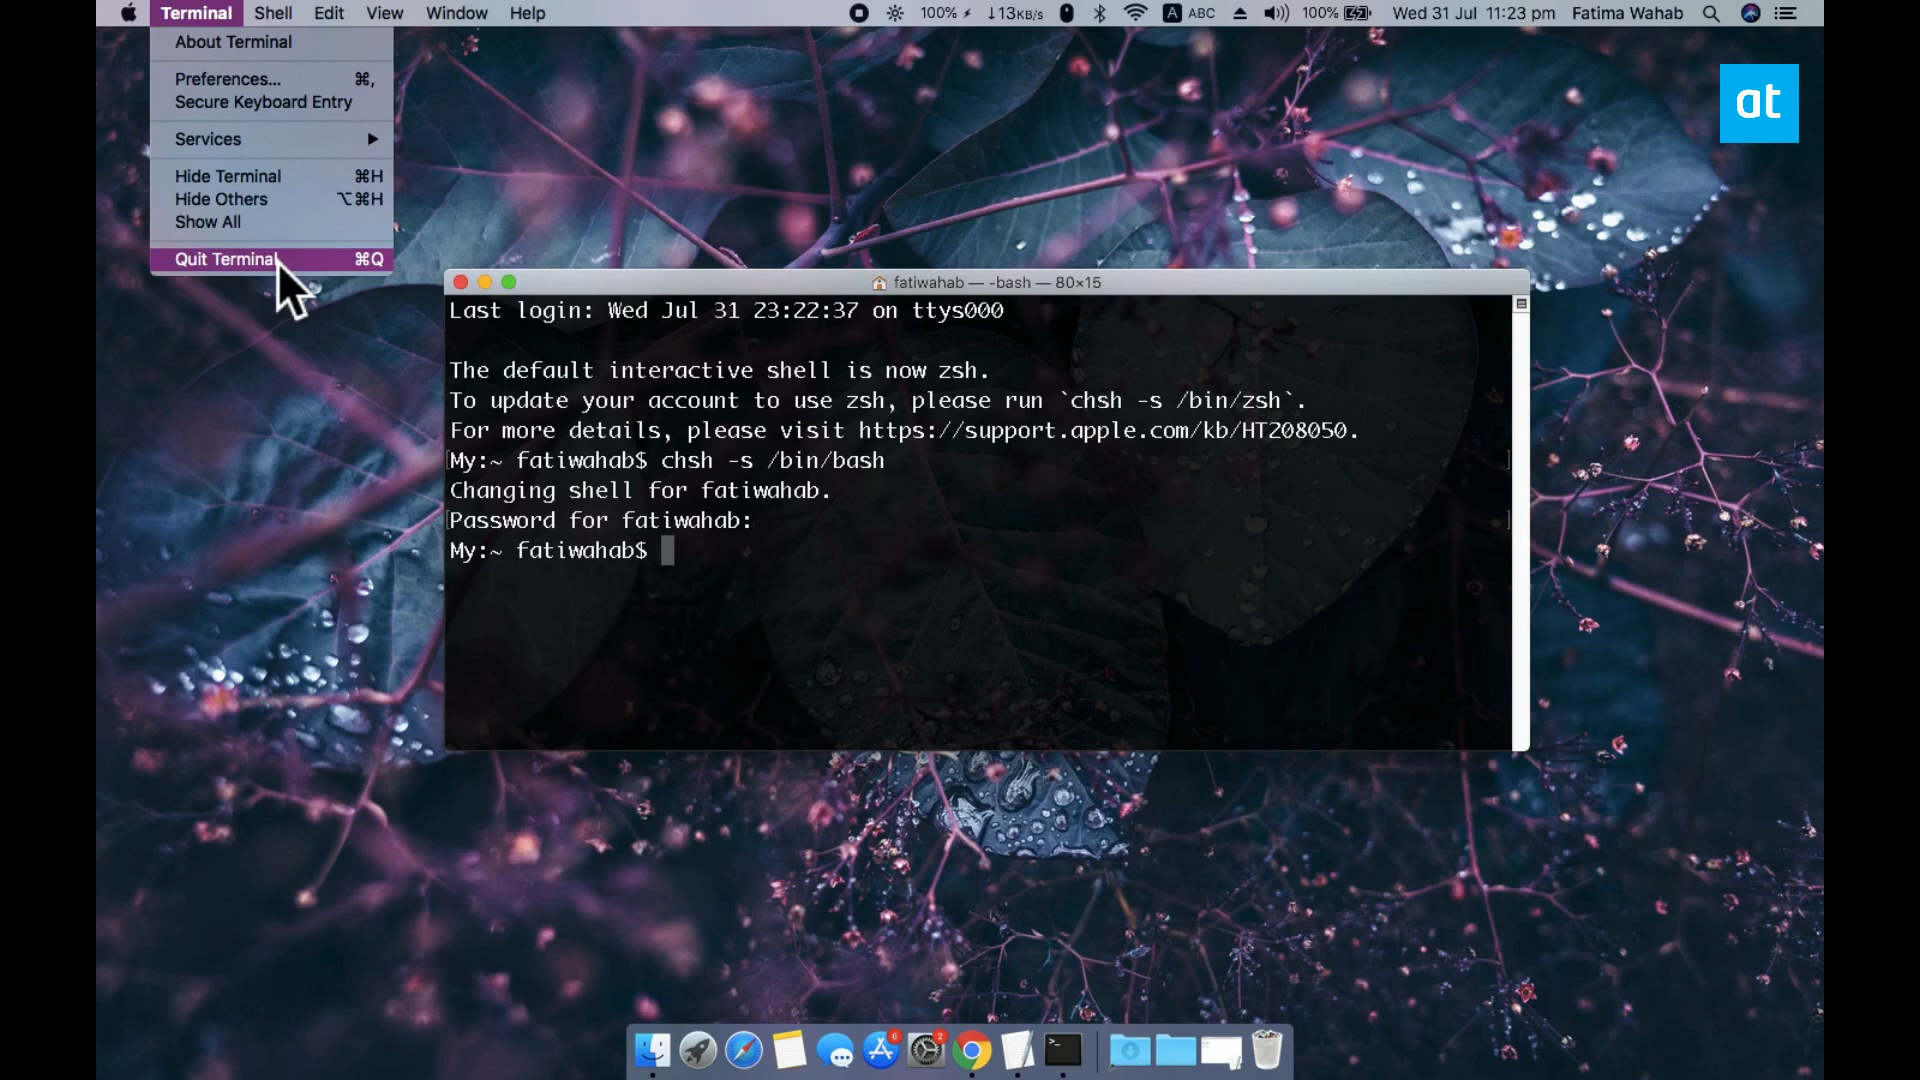 Terminal Shell Edit View Window Help 100% ↓13KB/s A ABC 100% Wed 31 Jul 11:23 pm Fatima Wahab
About Terminal
Preferences... ⌘,
Secure Keyboard Entry
Services ▶
Hide Terminal ⌘H
Hide Others ⌥⌘H
Show All
Quit Terminal ⌘Q
at
fatiwahab — -bash — 80×15
Last login: Wed Jul 31 23:22:37 on ttys000
The default interactive shell is now zsh.
To update your account to use zsh, please run `chsh -s /bin/zsh`.
For more details, please visit https://support.apple.com/kb/HT208050.
[My:~ fatiwahab$ chsh -s /bin/bash ]
Changing shell for fatiwahab.
[Password for fatiwahab: ]
My:~ fatiwahab$
6 2
>_